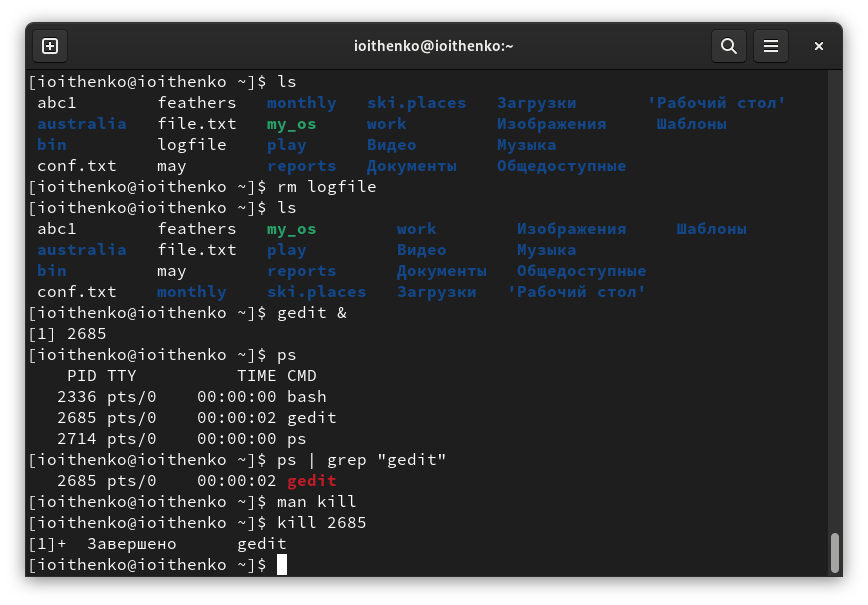 ioithenko@ioithenko:~
[ioithenko@ioithenko ~]$ ls
 abc1        feathers   monthly   ski.places   Загрузки       'Рабочий стол'
 australia   file.txt   my_os     work         Изображения     Шаблоны
 bin         logfile    play      Видео        Музыка
 conf.txt    may        reports   Документы    Общедоступные
[ioithenko@ioithenko ~]$ rm logfile
[ioithenko@ioithenko ~]$ ls
 abc1        feathers   my_os        work        Изображения     Шаблоны
 australia   file.txt   play         Видео       Музыка
 bin         may        reports      Документы   Общедоступные
 conf.txt    monthly    ski.places   Загрузки   'Рабочий стол'
[ioithenko@ioithenko ~]$ gedit &
[1] 2685
[ioithenko@ioithenko ~]$ ps
    PID TTY          TIME CMD
   2336 pts/0    00:00:00 bash
   2685 pts/0    00:00:02 gedit
   2714 pts/0    00:00:00 ps
[ioithenko@ioithenko ~]$ ps | grep "gedit"
   2685 pts/0    00:00:02 gedit
[ioithenko@ioithenko ~]$ man kill
[ioithenko@ioithenko ~]$ kill 2685
[1]+  Завершено      gedit
[ioithenko@ioithenko ~]$